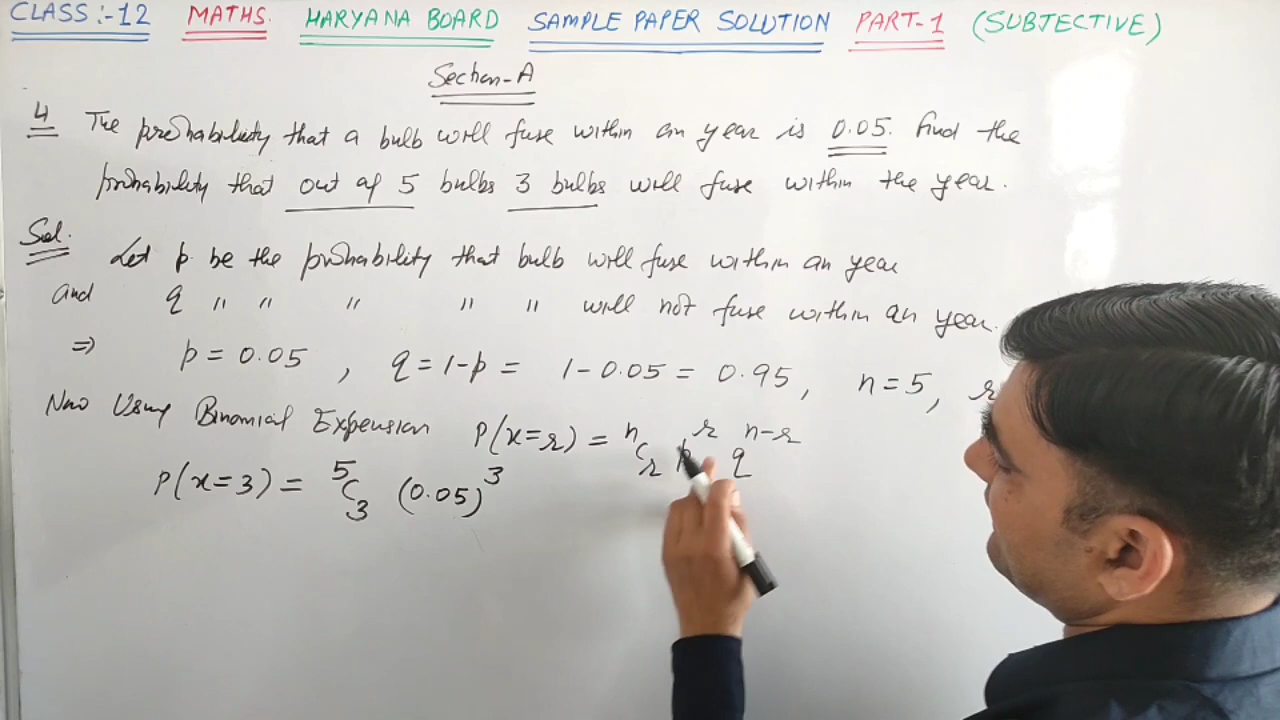 CLASS:-12 MATHS. HARYANA BOARD SAMPLE PAPER SOLUTION PART-1 (SUBJECTIVE)
Section-A
4 The probability that a bulb will fuse within an year is 0.05. Find the
probability that out of 5 bulbs 3 bulbs will fuse within the year.
Sol. Let p be the probability that bulb will fuse within an year
and q " " " " " will not fuse within an year.
⇒ p = 0.05 , q = 1-p = 1-0.05 = 0.95, n = 5, r
Now Using Binomial Expension P(x=r) = ⁿCᵣ pʳ qⁿ⁻ʳ
P(x=3) = ⁵C₃ (0.05)³